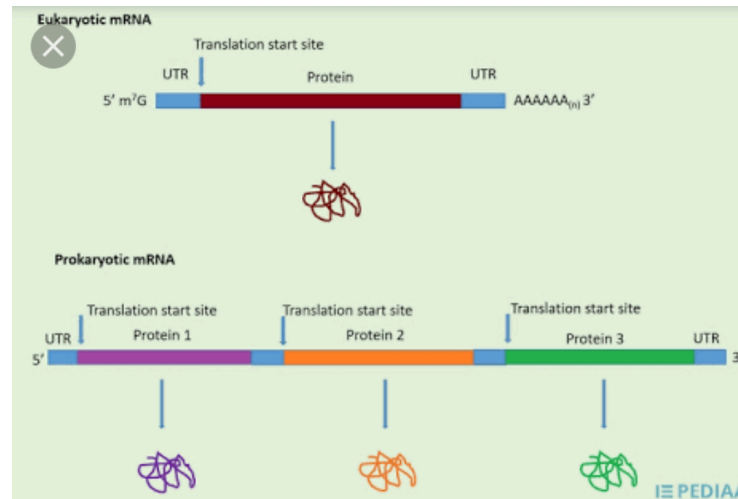 Eukaryotic mRNA
Translation start site
UTR Protein UTR
5' m⁷G AAAAAA(n) 3'
Prokaryotic mRNA
Translation start site Translation start site Translation start site
UTR Protein 1 Protein 2 Protein 3 UTR
5' 3
PEDIAA